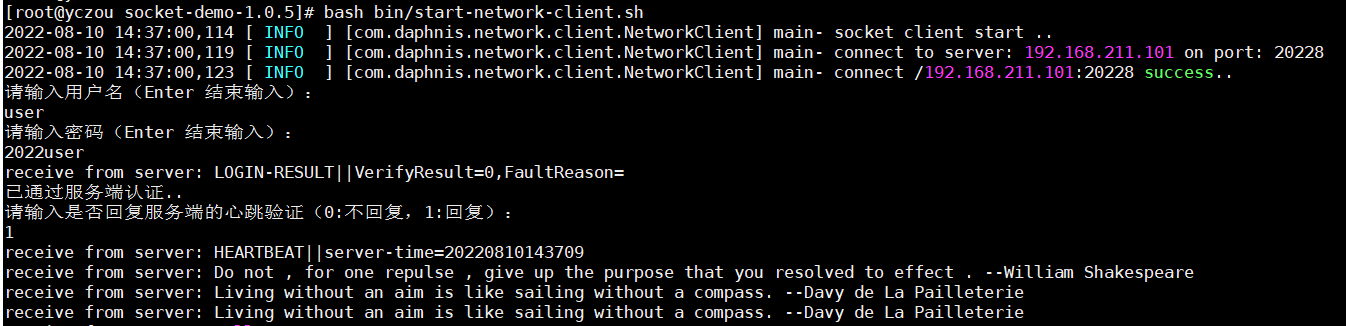 [root@yczou socket-demo-1.0.5]# bash bin/start-network-client.sh
2022-08-10 14:37:00,114 [ INFO  ] [com.daphnis.network.client.NetworkClient] main- socket client start ..
2022-08-10 14:37:00,119 [ INFO  ] [com.daphnis.network.client.NetworkClient] main- connect to server: 192.168.211.101 on port: 20228
2022-08-10 14:37:00,123 [ INFO  ] [com.daphnis.network.client.NetworkClient] main- connect /192.168.211.101:20228 success..
请输入用户名（Enter 结束输入）：
user
请输入密码（Enter 结束输入）：
2022user
receive from server: LOGIN-RESULT||VerifyResult=0,FaultReason=
已通过服务端认证..
请输入是否回复服务端的心跳验证（0:不回复，1:回复）：
1
receive from server: HEARTBEAT||server-time=20220810143709
receive from server: Do not , for one repulse , give up the purpose that you resolved to effect . --William Shakespeare
receive from server: Living without an aim is like sailing without a compass. --Davy de La Pailleterie
receive from server: Living without an aim is like sailing without a compass. --Davy de La Pailleterie